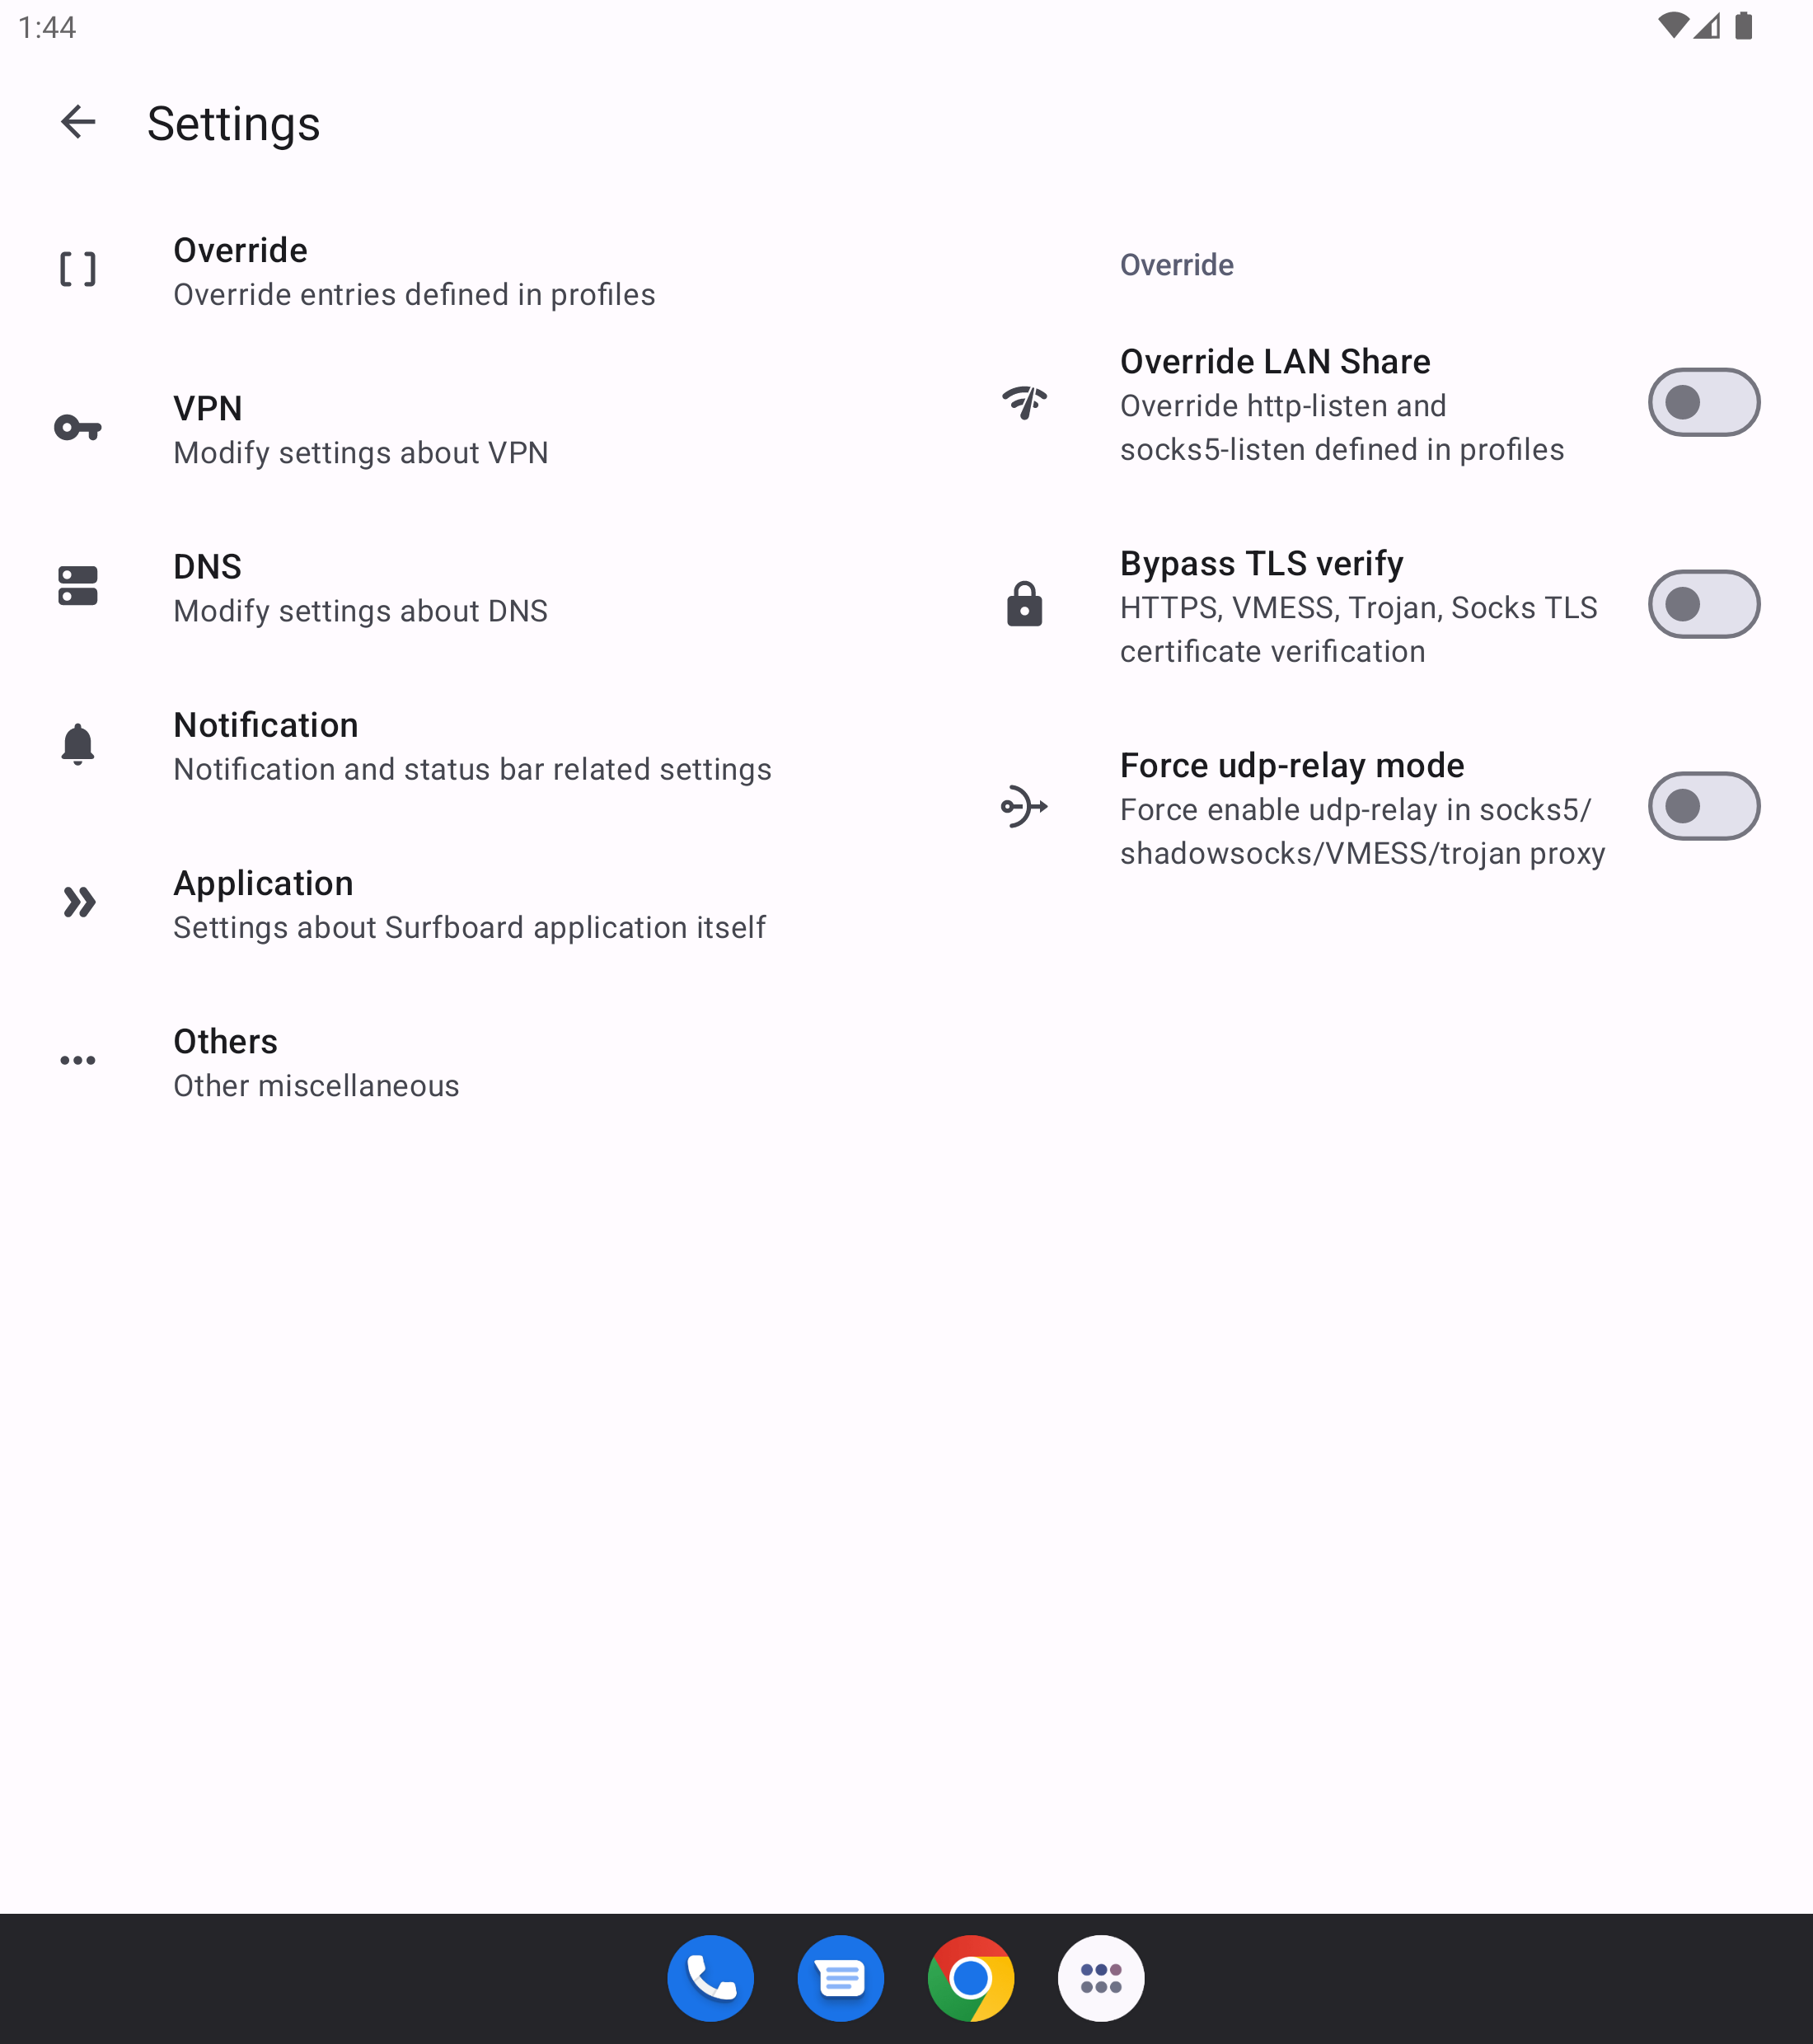 1:44
Settings
Override
Override entries defined in profiles
VPN
Modify settings about VPN
DNS
Modify settings about DNS
Notification
Notification and status bar related settings
Application
Settings about Surfboard application itself
Others
Other miscellaneous
Override
Override LAN Share
Override http-listen and
socks5-listen defined in profiles
Bypass TLS verify
HTTPS, VMESS, Trojan, Socks TLS
certificate verification
Force udp-relay mode
Force enable udp-relay in socks5/
shadowsocks/VMESS/trojan proxy